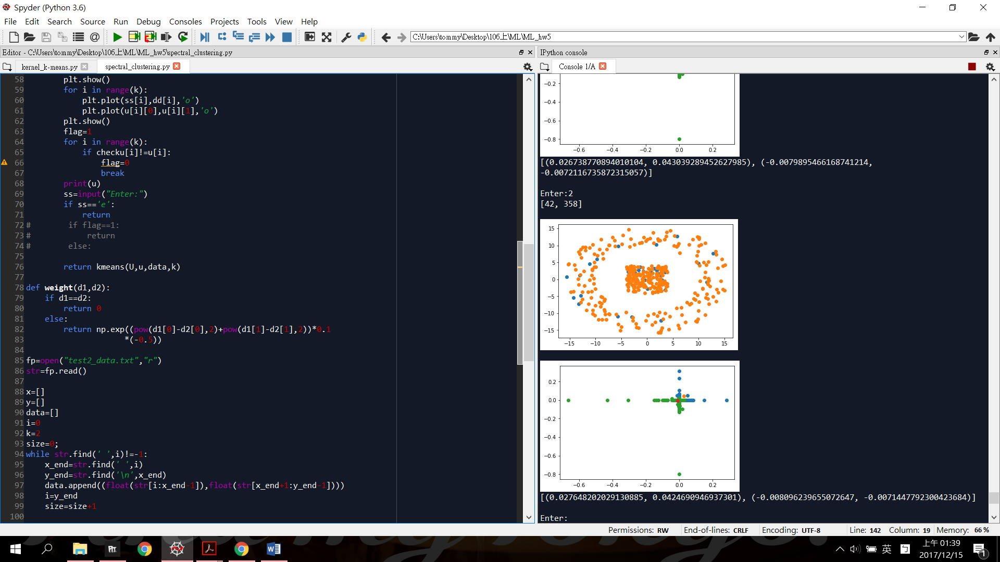 Spyder (Python 3.6)
File Edit Search Source Run Debug Consoles Projects Tools View Help
C:\Users\tommy\Desktop\106上\ML\ML_hw5
Editor - C:\Users\tommy\Desktop\106上\ML\ML_hw5\spectral_clustering.py
kernel_k-means.py
spectral_clustering.py
58 plt.show()
59 for i in range(k):
60 plt.plot(ss[i],dd[i],'o')
61 plt.plot(u[i][0],u[i][1],'o')
62 plt.show()
63 flag=1
64 for i in range(k):
65 if checku[i]!=u[i]:
66 flag=0
67 break
68 print(u)
69 ss=input("Enter:")
70 if ss=='e':
71 return
72 # if flag==1:
73 # return
74 # else:
75
76 return kmeans(U,u,data,k)
77
78 def weight(d1,d2):
79 if d1==d2:
80 return 0
81 else:
82 return np.exp((pow(d1[0]-d2[0],2)+pow(d1[1]-d2[1],2))*0.1
83 *(-0.5))
84
85 fp=open("test2_data.txt","r")
86 str=fp.read()
87
88 x=[]
89 y=[]
90 data=[]
91 i=0
92 k=2
93 size=0;
94 while str.find(' ',i)!=-1:
95 x_end=str.find(' ',i)
96 y_end=str.find('\n',x_end)
97 data.append((float(str[i:x_end-1]),float(str[x_end+1:y_end-1])))
98 i=y_end
99 size=size+1
100
IPython console
Console 1/A
−0.2
−0.4
−0.6
−0.8
−0.6 −0.4 −0.2 0.0 0.2
[(0.026738770894010104, 0.043039289452627985), (-0.0079895466168741214,
-0.0072116735872315057)]
Enter:2
[42, 358]
15
10
5
0
−5
−10
−15
−15 −10 −5 0 5 10 15
0.2
0.0
−0.2
−0.4
−0.6
−0.8
−0.6 −0.4 −0.2 0.0 0.2
[(0.027648202029130885, 0.0424690946937301), (-0.008096239655072647, -0.0071447792300423684)]
Enter:
Permissions: RW End-of-lines: CRLF Encoding: UTF-8 Line: 142 Column: 19 Memory: 66 %
英
上午 01:39
2017/12/15
1